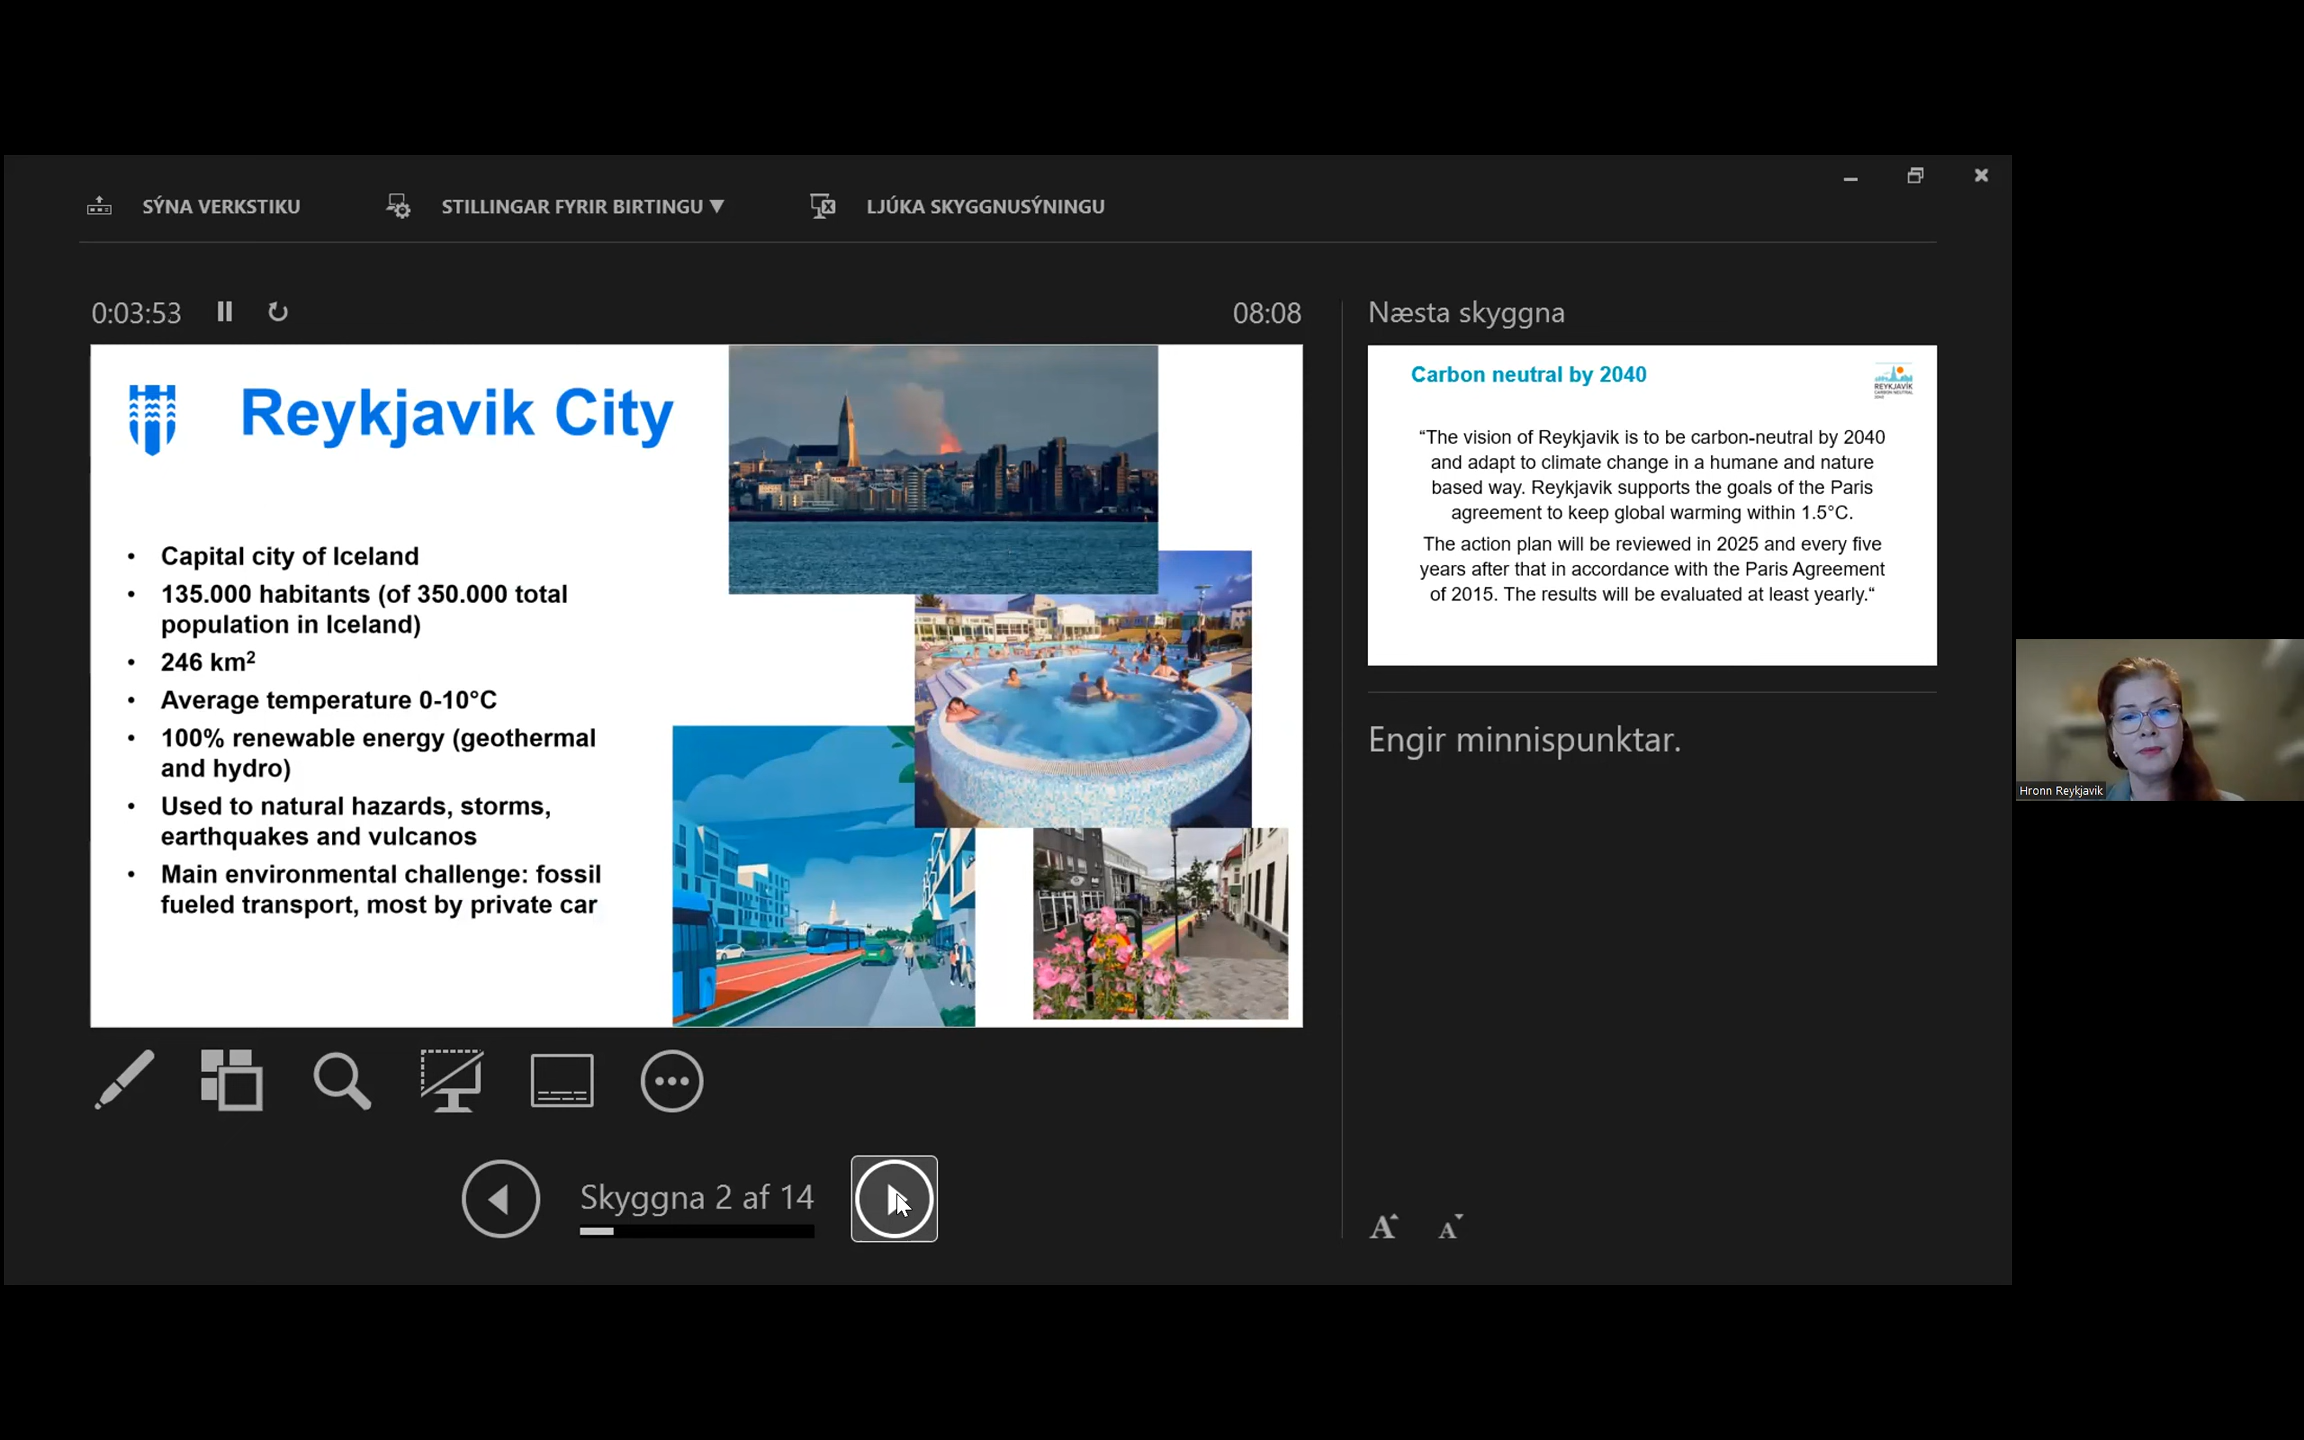 SÝNA VERKSTIKU
STILLINGAR FYRIR BIRTINGU ▼
LJÚKA SKYGGNUSÝNINGU
0:03:53
08:08
Reykjavik City
• Capital city of Iceland
• 135.000 habitants (of 350.000 total
population in Iceland)
• 246 km²
• Average temperature 0-10°C
• 100% renewable energy (geothermal
and hydro)
• Used to natural hazards, storms,
earthquakes and vulcanos
• Main environmental challenge: fossil
fueled transport, most by private car
Skyggna 2 af 14
Næsta skyggna
Carbon neutral by 2040
REYKJAVÍK
CARBON NEUTRAL
2040
“The vision of Reykjavik is to be carbon-neutral by 2040
and adapt to climate change in a humane and nature
based way. Reykjavik supports the goals of the Paris
agreement to keep global warming within 1.5°C.
The action plan will be reviewed in 2025 and every five
years after that in accordance with the Paris Agreement
of 2015. The results will be evaluated at least yearly.“
Engir minnispunktar.
A A
Hronn Reykjavik